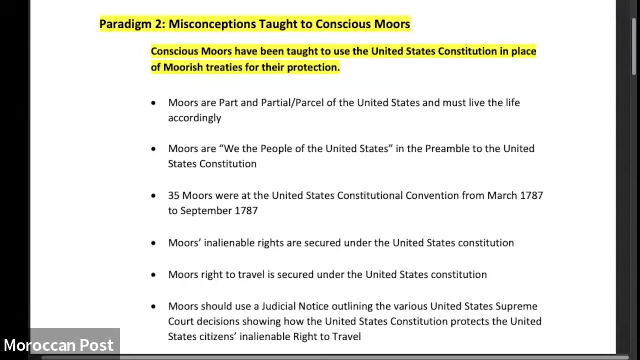 Paradigm 2: Misconceptions Taught to Conscious Moors
Conscious Moors have been taught to use the United States Constitution in place
of Moorish treaties for their protection.
• Moors are Part and Partial/Parcel of the United States and must live the life
accordingly
• Moors are “We the People of the United States” in the Preamble to the United
States Constitution
• 35 Moors were at the United States Constitutional Convention from March 1787
to September 1787
• Moors’ inalienable rights are secured under the United States constitution
• Moors right to travel is secured under the United States constitution
• Moors should use a Judicial Notice outlining the various United States Supreme
Court decisions showing how the United States Constitution protects the United
States citizens’ inalienable Right to Travel
Moroccan Post